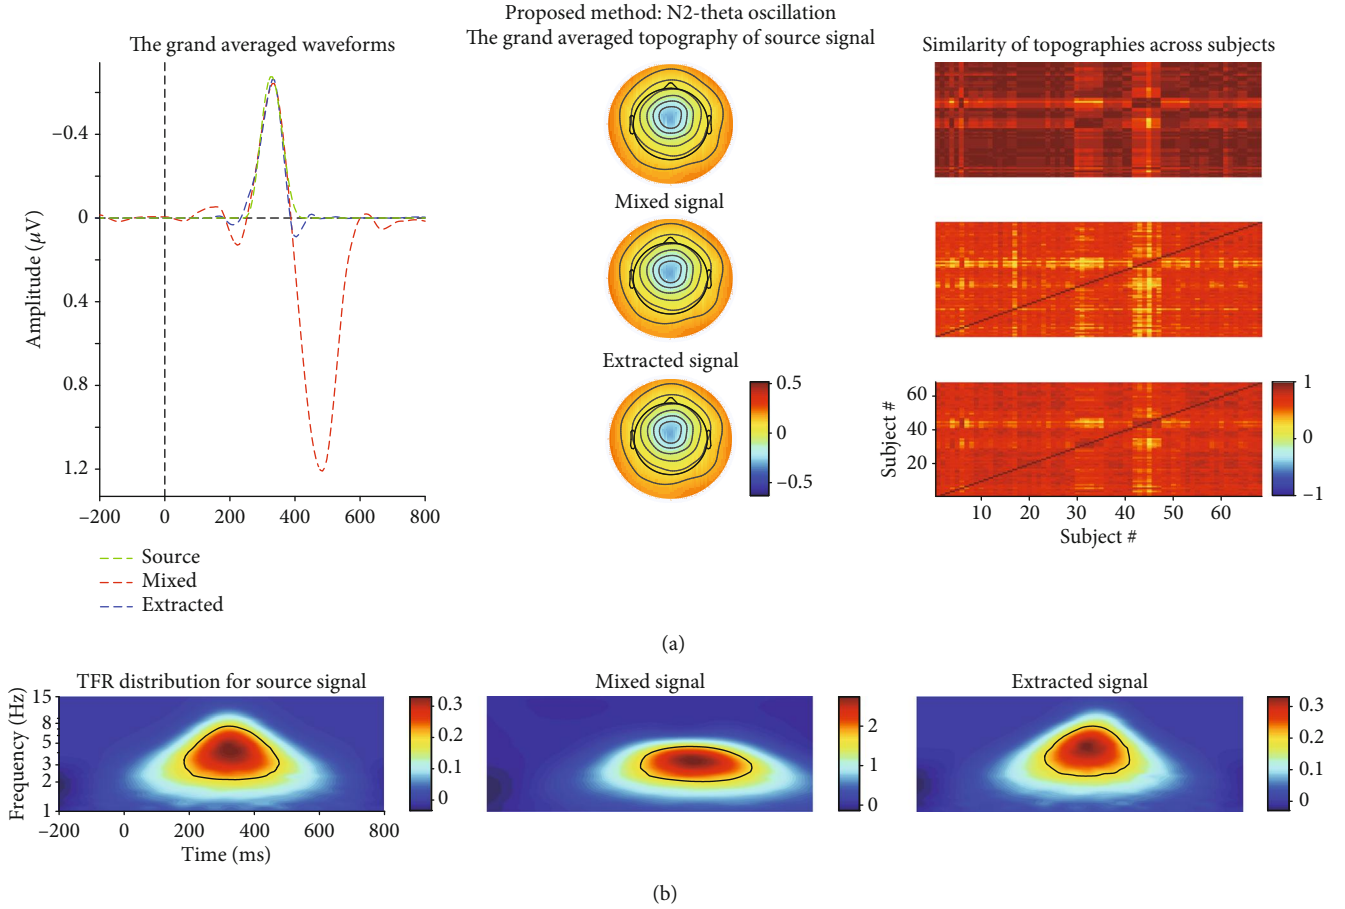 Proposed method: N2-theta oscillation
The grand averaged waveforms
The grand averaged topography of source signal
Similarity of topographies across subjects
Amplitude (μV)
−0.4
0
0.4
0.8
1.2
−200 0 200 400 600 800
Source
Mixed
Extracted
Mixed signal
Extracted signal
0.5
0
−0.5
Subject #
60
40
20
10 20 30 40 50 60
Subject #
1
0
−1
(a)
TFR distribution for source signal
Mixed signal
Extracted signal
Frequency (Hz)
15
8
5
3
2
1
−200 0 200 400 600 800
Time (ms)
0.3
0.2
0.1
0
2
1
0
0.3
0.2
0.1
0
(b)